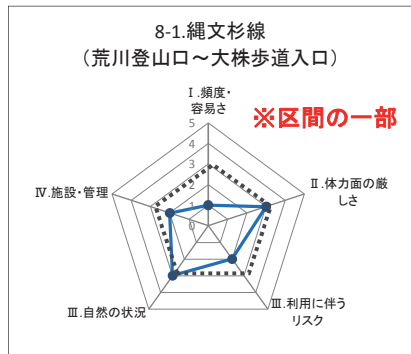 8-1.縄文杉線
（荒川登山口～大株歩道入口）
Ⅰ.頻度・
容易さ
※区間の一部
5
4
3
2
1
0
Ⅱ.体力面の厳
しさ
Ⅲ.利用に伴う
リスク
Ⅲ.自然の状況
Ⅳ.施設・管理